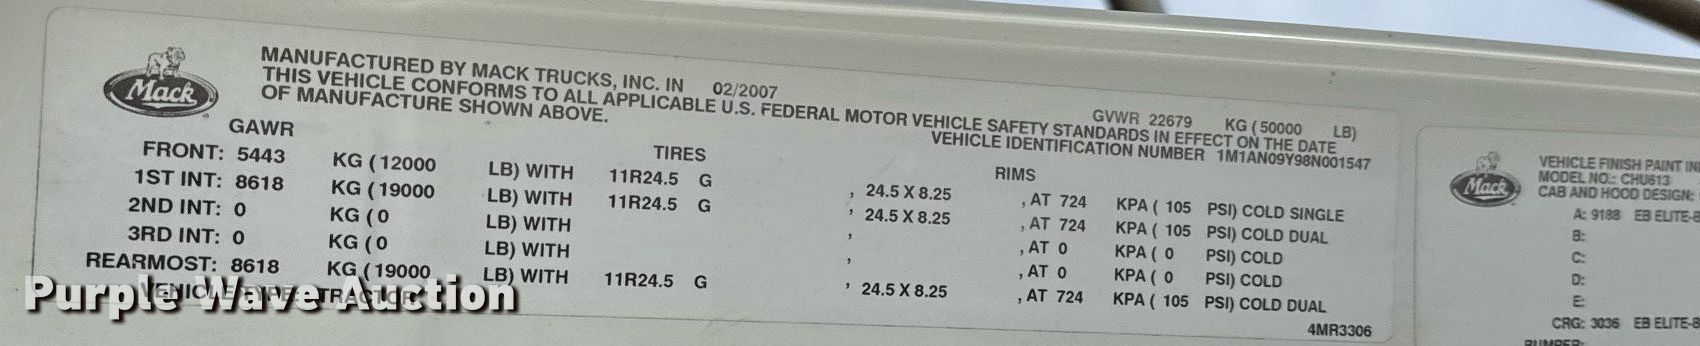 Mack
MANUFACTURED BY MACK TRUCKS, INC. IN 02/2007
GVWR 22679 KG ( 50000 LB)
THIS VEHICLE CONFORMS TO ALL APPLICABLE U.S. FEDERAL MOTOR VEHICLE SAFETY STANDARDS IN EFFECT ON THE DATE
OF MANUFACTURE SHOWN ABOVE.
VEHICLE IDENTIFICATION NUMBER 1M1AN09Y98N001547
GAWR TIRES RIMS
FRONT: 5443 KG ( 12000 LB) WITH 11R24.5 G , 24.5 X 8.25 , AT 724 KPA ( 105 PSI) COLD SINGLE
1ST INT: 8618 KG ( 19000 LB) WITH 11R24.5 G , 24.5 X 8.25 , AT 724 KPA ( 105 PSI) COLD DUAL
2ND INT: 0 KG ( 0 LB) WITH , , AT 0 KPA ( 0 PSI) COLD
3RD INT: 0 KG ( 0 LB) WITH , , AT 0 KPA ( 0 PSI) COLD
REARMOST: 8618 KG ( 19000 LB) WITH 11R24.5 G , 24.5 X 8.25 , AT 724 KPA ( 105 PSI) COLD DUAL
VEHICLE TYPE: TRACTOR
4MR3306
Purple Wave Auction
Mack
VEHICLE FINISH PAINT IN
MODEL NO.: CHU613
CAB AND HOOD DESIGN:
A: 9188 EB ELITE-B
B:
C:
D:
E:
CRG: 3036 EB ELITE-B
BUMPER: